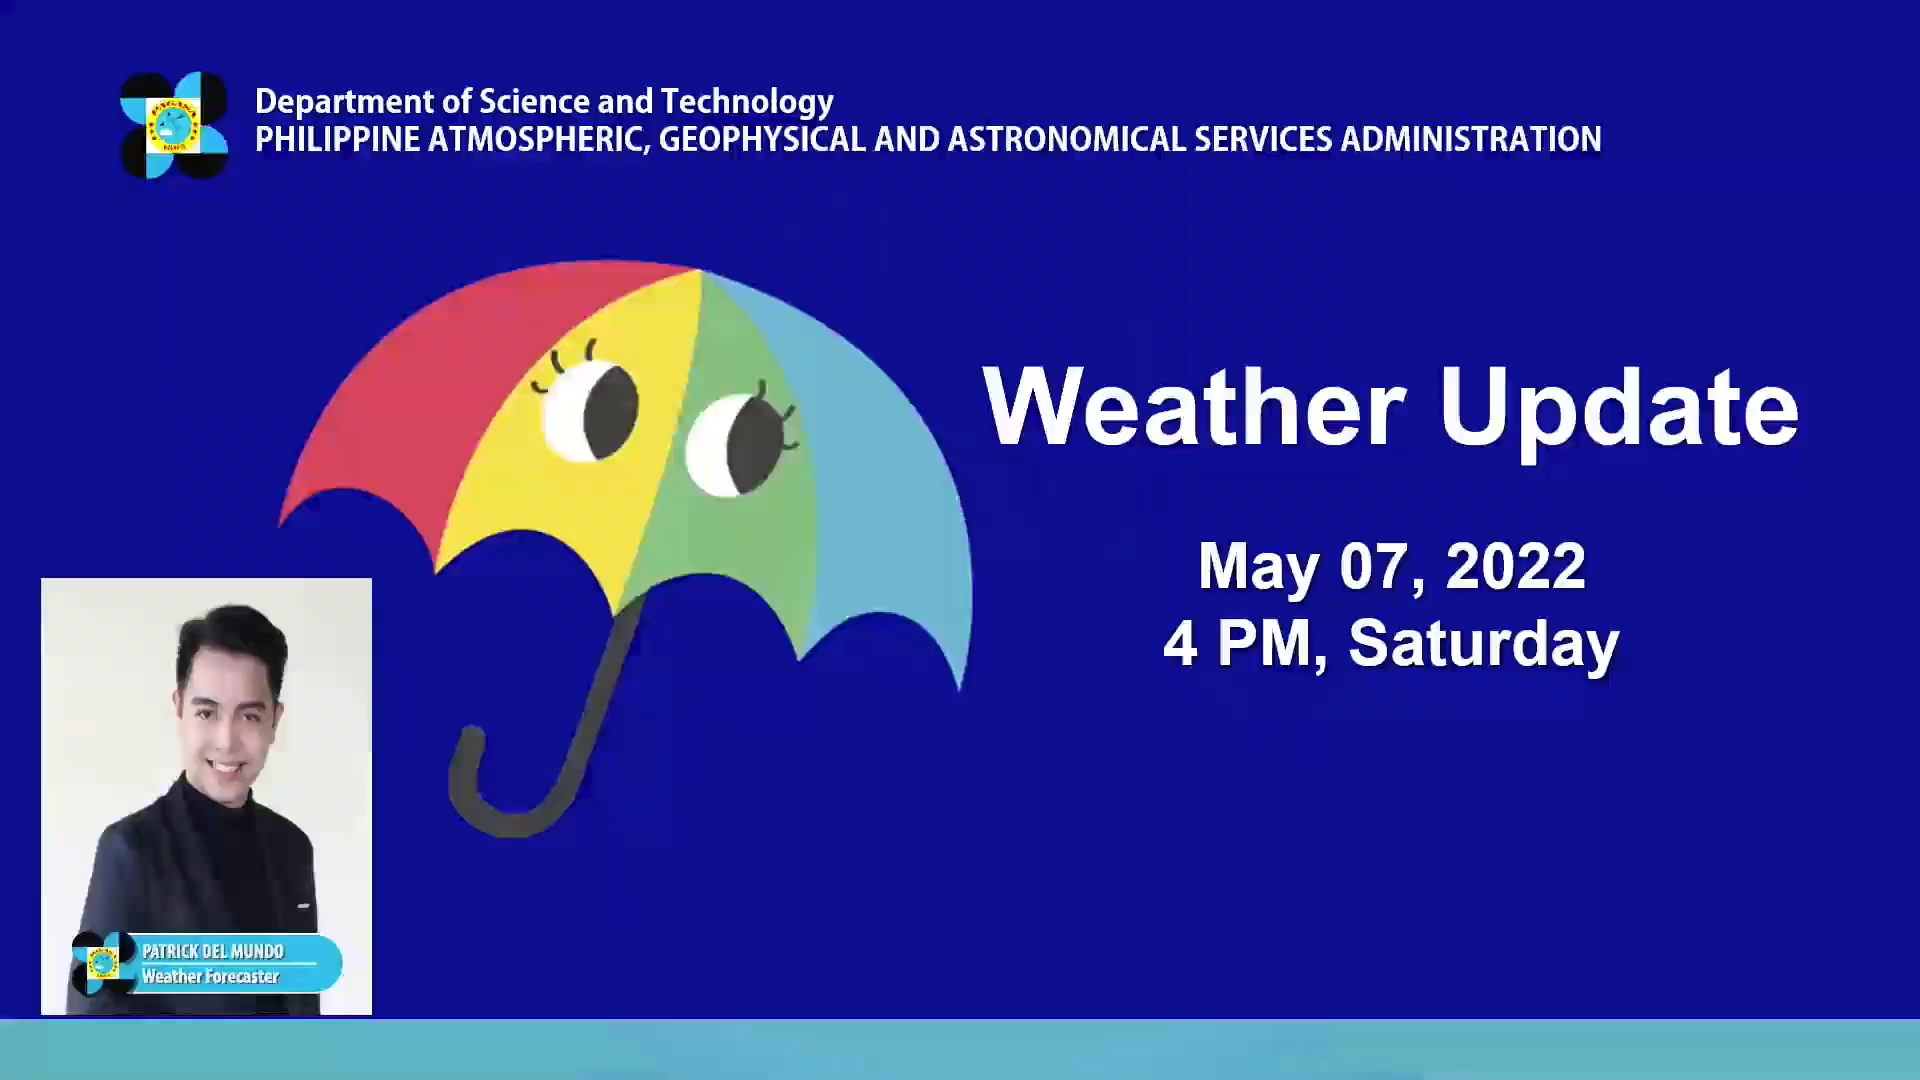 Department of Science and Technology
PHILIPPINE ATMOSPHERIC, GEOPHYSICAL AND ASTRONOMICAL SERVICES ADMINISTRATION
Weather Update
May 07, 2022
4 PM, Saturday
PATRICK DEL MUNDO
Weather Forecaster